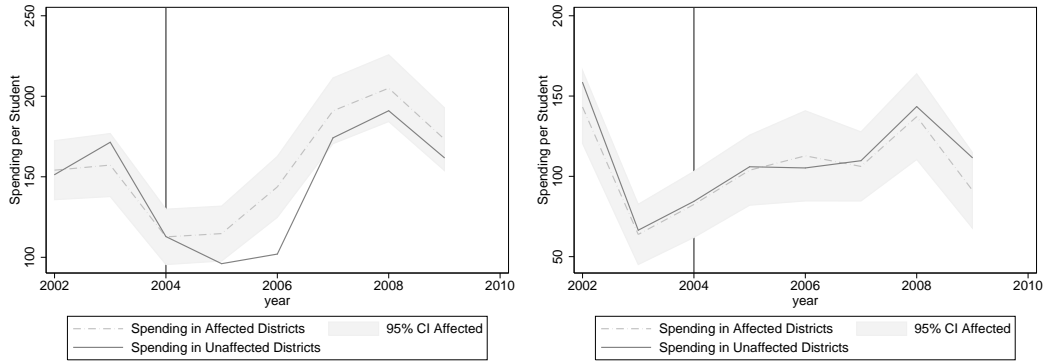 250
200
150
100
Spending per Student
2002 2004 2006 2008 2010
year
Spending in Affected Districts 95% CI Affected
Spending in Unaffected Districts
200
150
100
50
Spending per Student
2002 2004 2006 2008 2010
year
Spending in Affected Districts 95% CI Affected
Spending in Unaffected Districts